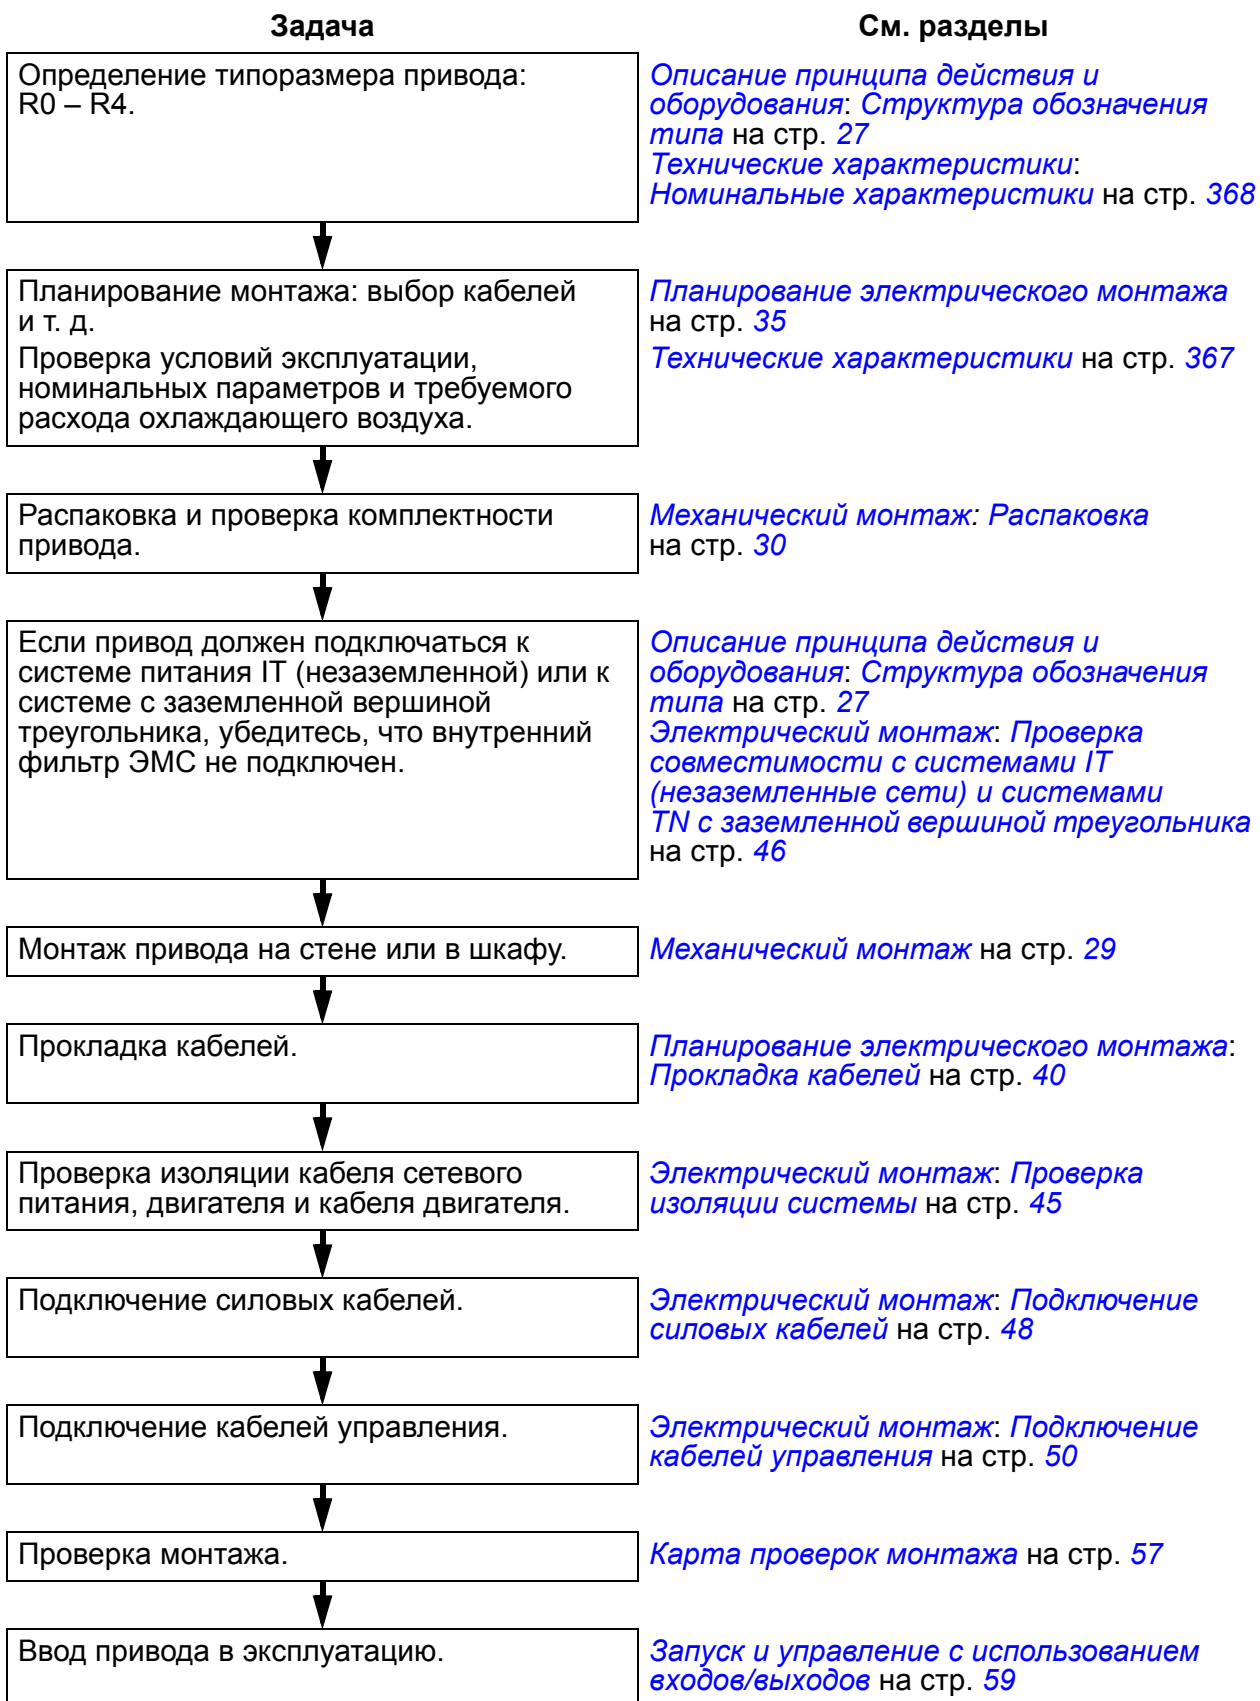 Задача
См. разделы
Определение типоразмера привода:
R0 – R4.
Описание принципа действия и
оборудования: Структура обозначения
типа на стр. 27
Технические характеристики:
Номинальные характеристики на стр. 368
Планирование монтажа: выбор кабелей
и т. д.
Проверка условий эксплуатации,
номинальных параметров и требуемого
расхода охлаждающего воздуха.
Планирование электрического монтажа
на стр. 35
Технические характеристики на стр. 367
Распаковка и проверка комплектности
привода.
Механический монтаж: Распаковка
на стр. 30
Если привод должен подключаться к
системе питания IT (незаземленной) или к
системе с заземленной вершиной
треугольника, убедитесь, что внутренний
фильтр ЭМС не подключен.
Описание принципа действия и
оборудования: Структура обозначения
типа на стр. 27
Электрический монтаж: Проверка
совместимости с системами IT
(незаземленные сети) и системами
TN с заземленной вершиной треугольника
на стр. 46
Монтаж привода на стене или в шкафу.
Механический монтаж на стр. 29
Прокладка кабелей.
Планирование электрического монтажа:
Прокладка кабелей на стр. 40
Проверка изоляции кабеля сетевого
питания, двигателя и кабеля двигателя.
Электрический монтаж: Проверка
изоляции системы на стр. 45
Подключение силовых кабелей.
Электрический монтаж: Подключение
силовых кабелей на стр. 48
Подключение кабелей управления.
Электрический монтаж: Подключение
кабелей управления на стр. 50
Проверка монтажа.
Карта проверок монтажа на стр. 57
Ввод привода в эксплуатацию.
Запуск и управление с использованием
входов/выходов на стр. 59